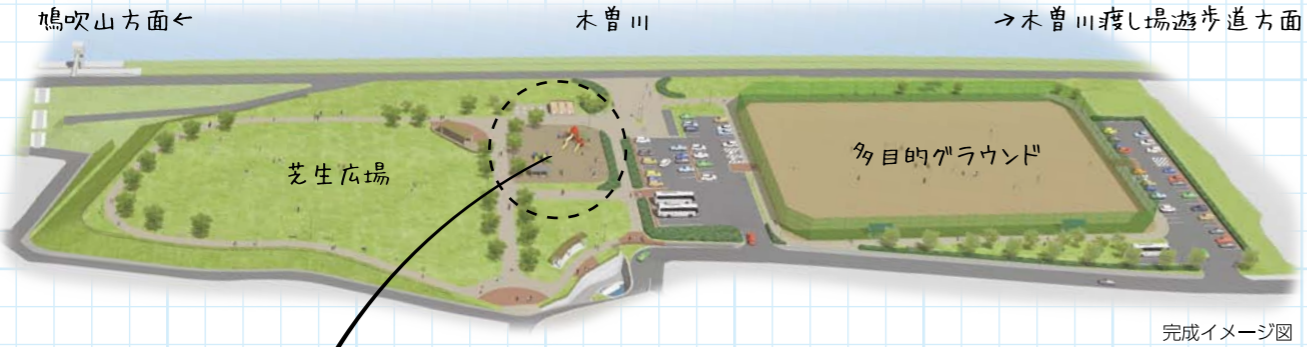 鳩吹山方面←
木曽川
→木曽川渡し場遊歩道方面
芝生広場
多目的グラウンド
完成イメージ図